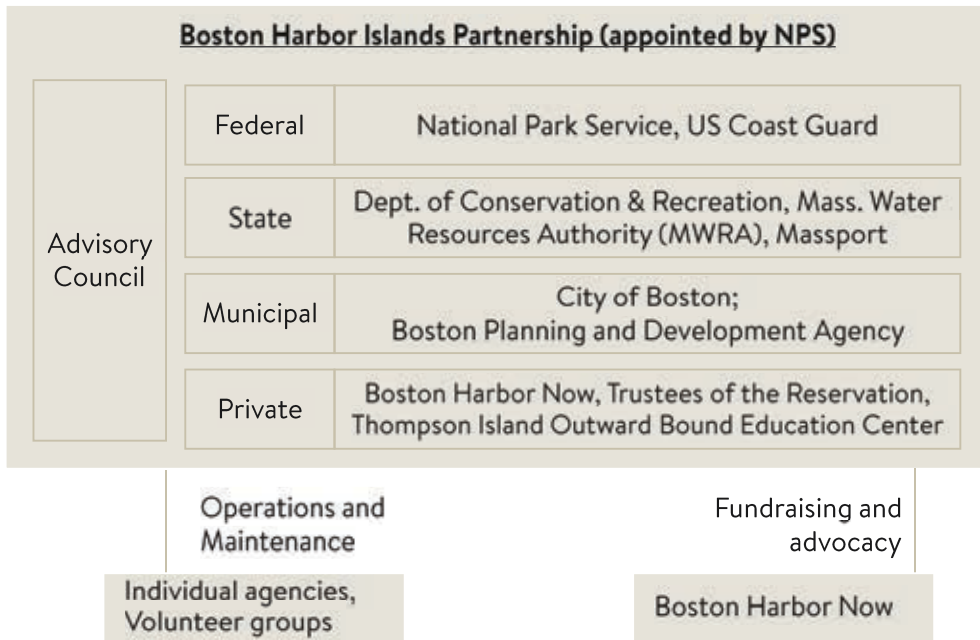 Boston Harbor Islands Partnership (appointed by NPS)
Advisory
Council
Federal
National Park Service, US Coast Guard
State
Dept. of Conservation & Recreation, Mass. Water
Resources Authority (MWRA), Massport
Municipal
City of Boston;
Boston Planning and Development Agency
Private
Boston Harbor Now, Trustees of the Reservation,
Thompson Island Outward Bound Education Center
Operations and
Maintenance
Fundraising and
advocacy
Individual agencies,
Volunteer groups
Boston Harbor Now